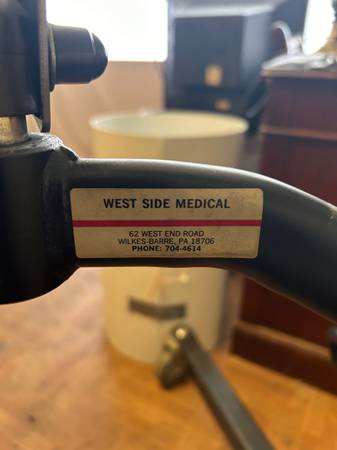 WEST SIDE MEDICAL
62 WEST END ROAD
WILKES-BARRE, PA 18706
PHONE: 704-4614